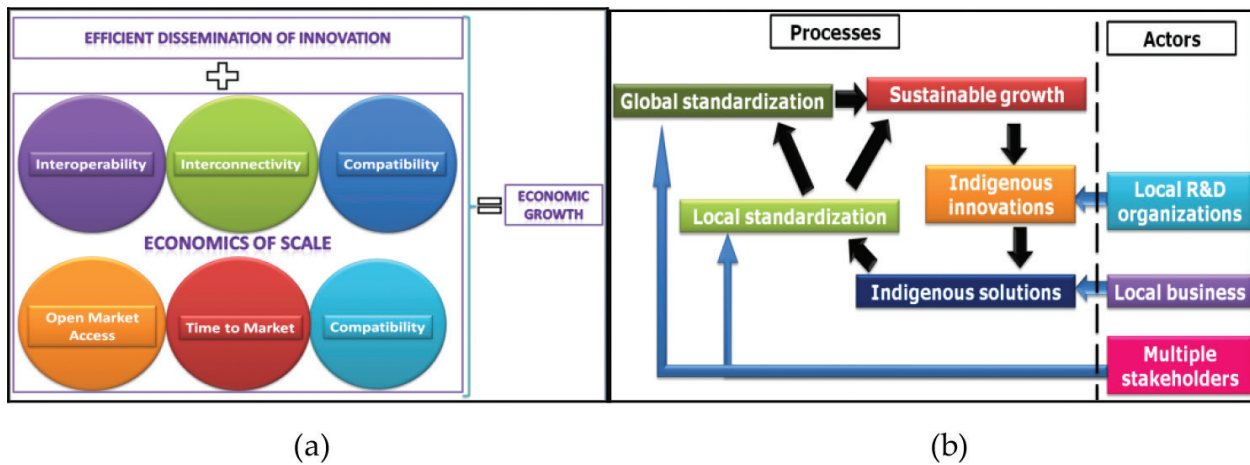 EFFICIENT DISSEMINATION OF INNOVATION
Interoperability
Interconnectivity
Compatibility
ECONOMICS OF SCALE
Open Market
Access
Time to Market
Compatibility
ECONOMIC
GROWTH
(a)
Processes
Actors
Global standardization
Sustainable growth
Indigenous
innovations
Local R&D
organizations
Local standardization
Indigenous solutions
Local business
Multiple
stakeholders
(b)